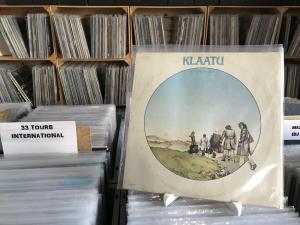 KLAATU
33 TOURS
INTERNATIONAL